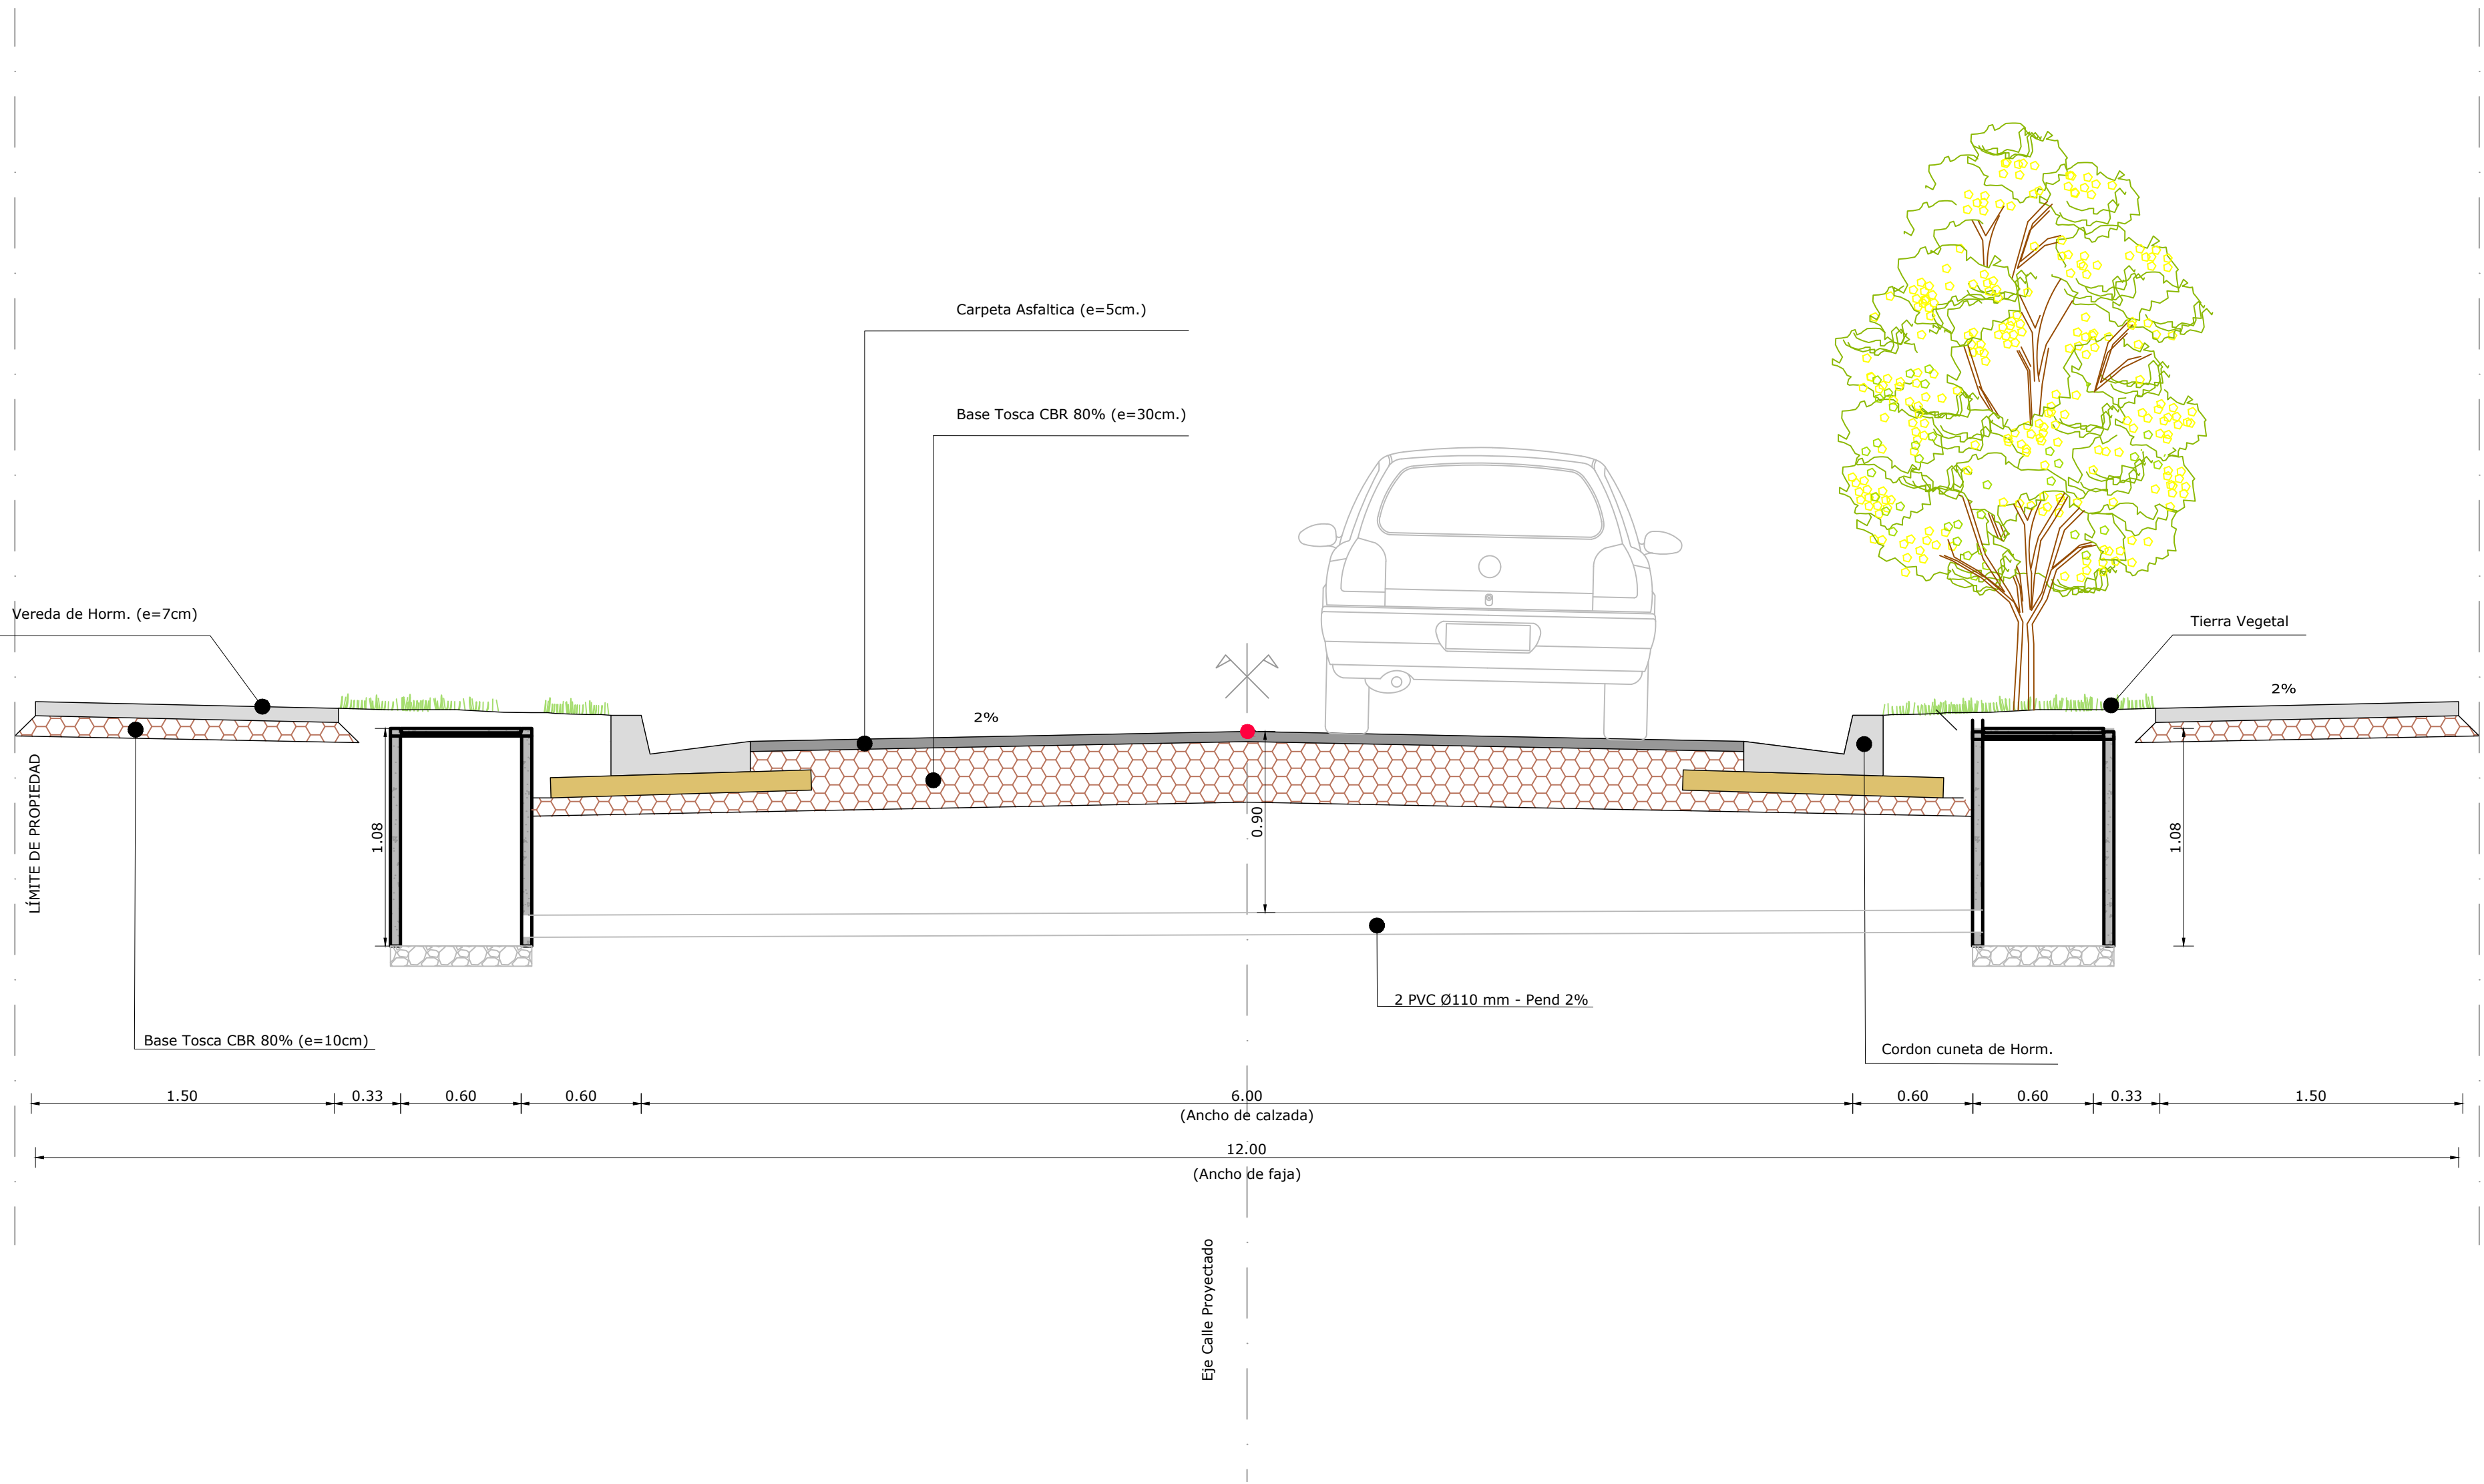 Carpeta Asfaltica (e=5cm.)
Base Tosca CBR 80% (e=30cm.)
Vereda de Horm. (e=7cm)
Tierra Vegetal
2%
2%
LÍMITE DE PROPIEDAD
1.08
0.90
1.08
2 PVC Ø110 mm - Pend 2%
Base Tosca CBR 80% (e=10cm)
Cordon cuneta de Horm.
1.50 0.33 0.60 0.60 6.00 0.60 0.60 0.33 1.50
(Ancho de calzada)
12.00
(Ancho de faja)
Eje Calle Proyectado